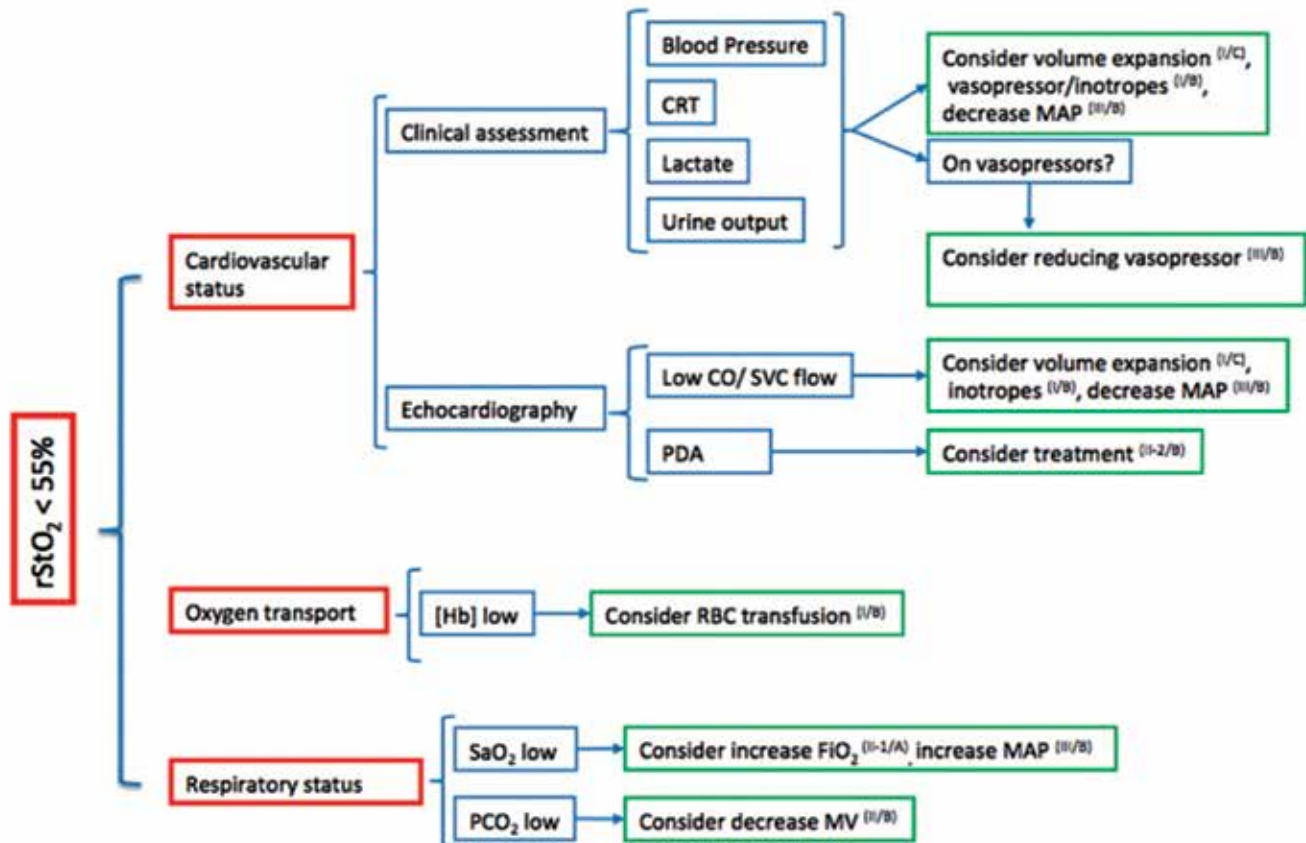 rStO₂ < 55%
Cardiovascular
status
Clinical assessment
Blood Pressure
CRT
Lactate
Urine output
Consider volume expansion (I/C),
vasopressor/inotropes (I/B),
decrease MAP (III/B)
On vasopressors?
Consider reducing vasopressor (III/B)
Echocardiography
Low CO/ SVC flow
Consider volume expansion (I/C),
inotropes (I/B), decrease MAP (III/B)
PDA
Consider treatment (II-2/B)
Oxygen transport
[Hb] low
Consider RBC transfusion (I/B)
Respiratory status
SaO₂ low
Consider increase FiO₂ (II-1/A), increase MAP (III/B)
PCO₂ low
Consider decrease MV (II/B)